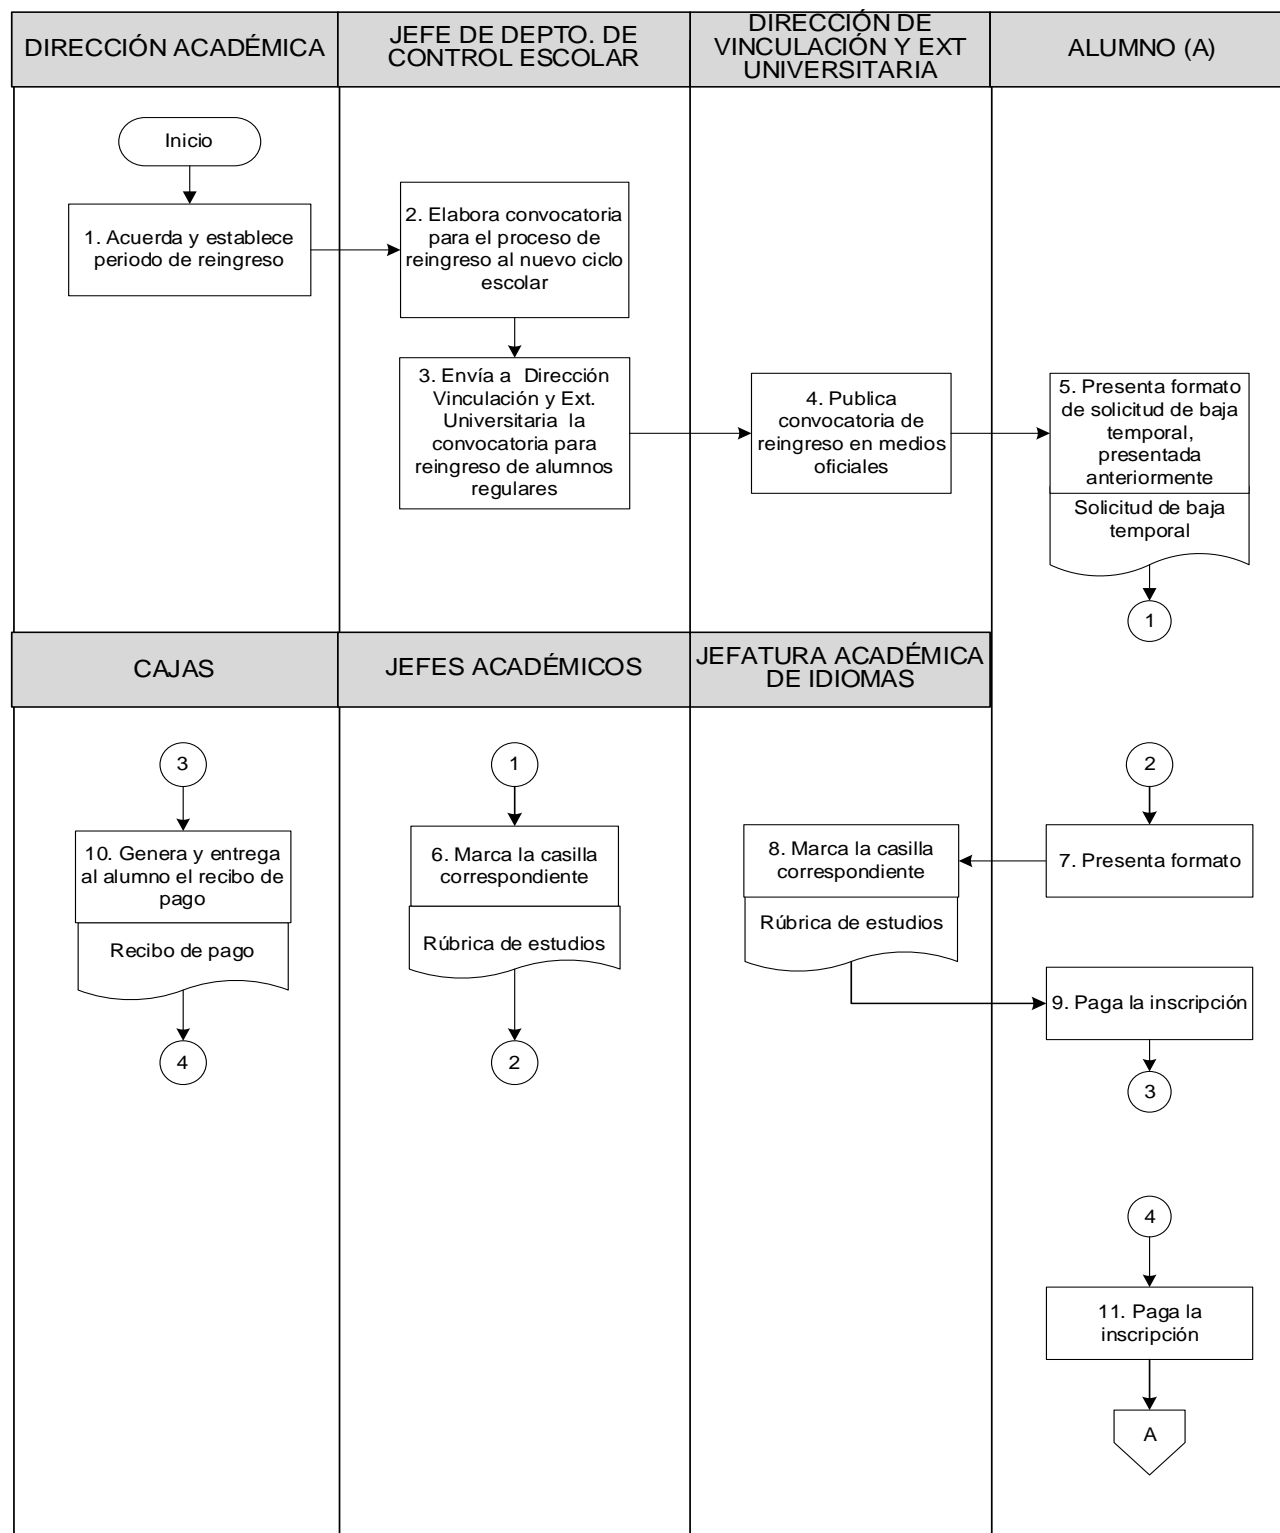 DIRECCIÓN ACADÉMICA
JEFE DE DEPTO. DE
CONTROL ESCOLAR
DIRECCIÓN DE
VINCULACIÓN Y EXT
UNIVERSITARIA
ALUMNO (A)
Inicio
1. Acuerda y establece
periodo de reingreso
2. Elabora convocatoria
para el proceso de
reingreso al nuevo ciclo
escolar
3. Envía a Dirección
Vinculación y Ext.
Universitaria la
convocatoria para
reingreso de alumnos
regulares
4. Publica
convocatoria de
reingreso en medios
oficiales
5. Presenta formato
de solicitud de baja
temporal,
presentada
anteriormente
Solicitud de baja
temporal
1
CAJAS
JEFES ACADÉMICOS
JEFATURA ACADÉMICA
DE IDIOMAS
3
10. Genera y entrega
al alumno el recibo de
pago
Recibo de pago
4
1
6. Marca la casilla
correspondiente
Rúbrica de estudios
2
8. Marca la casilla
correspondiente
Rúbrica de estudios
2
7. Presenta formato
9. Paga la inscripción
3
4
11. Paga la
inscripción
A